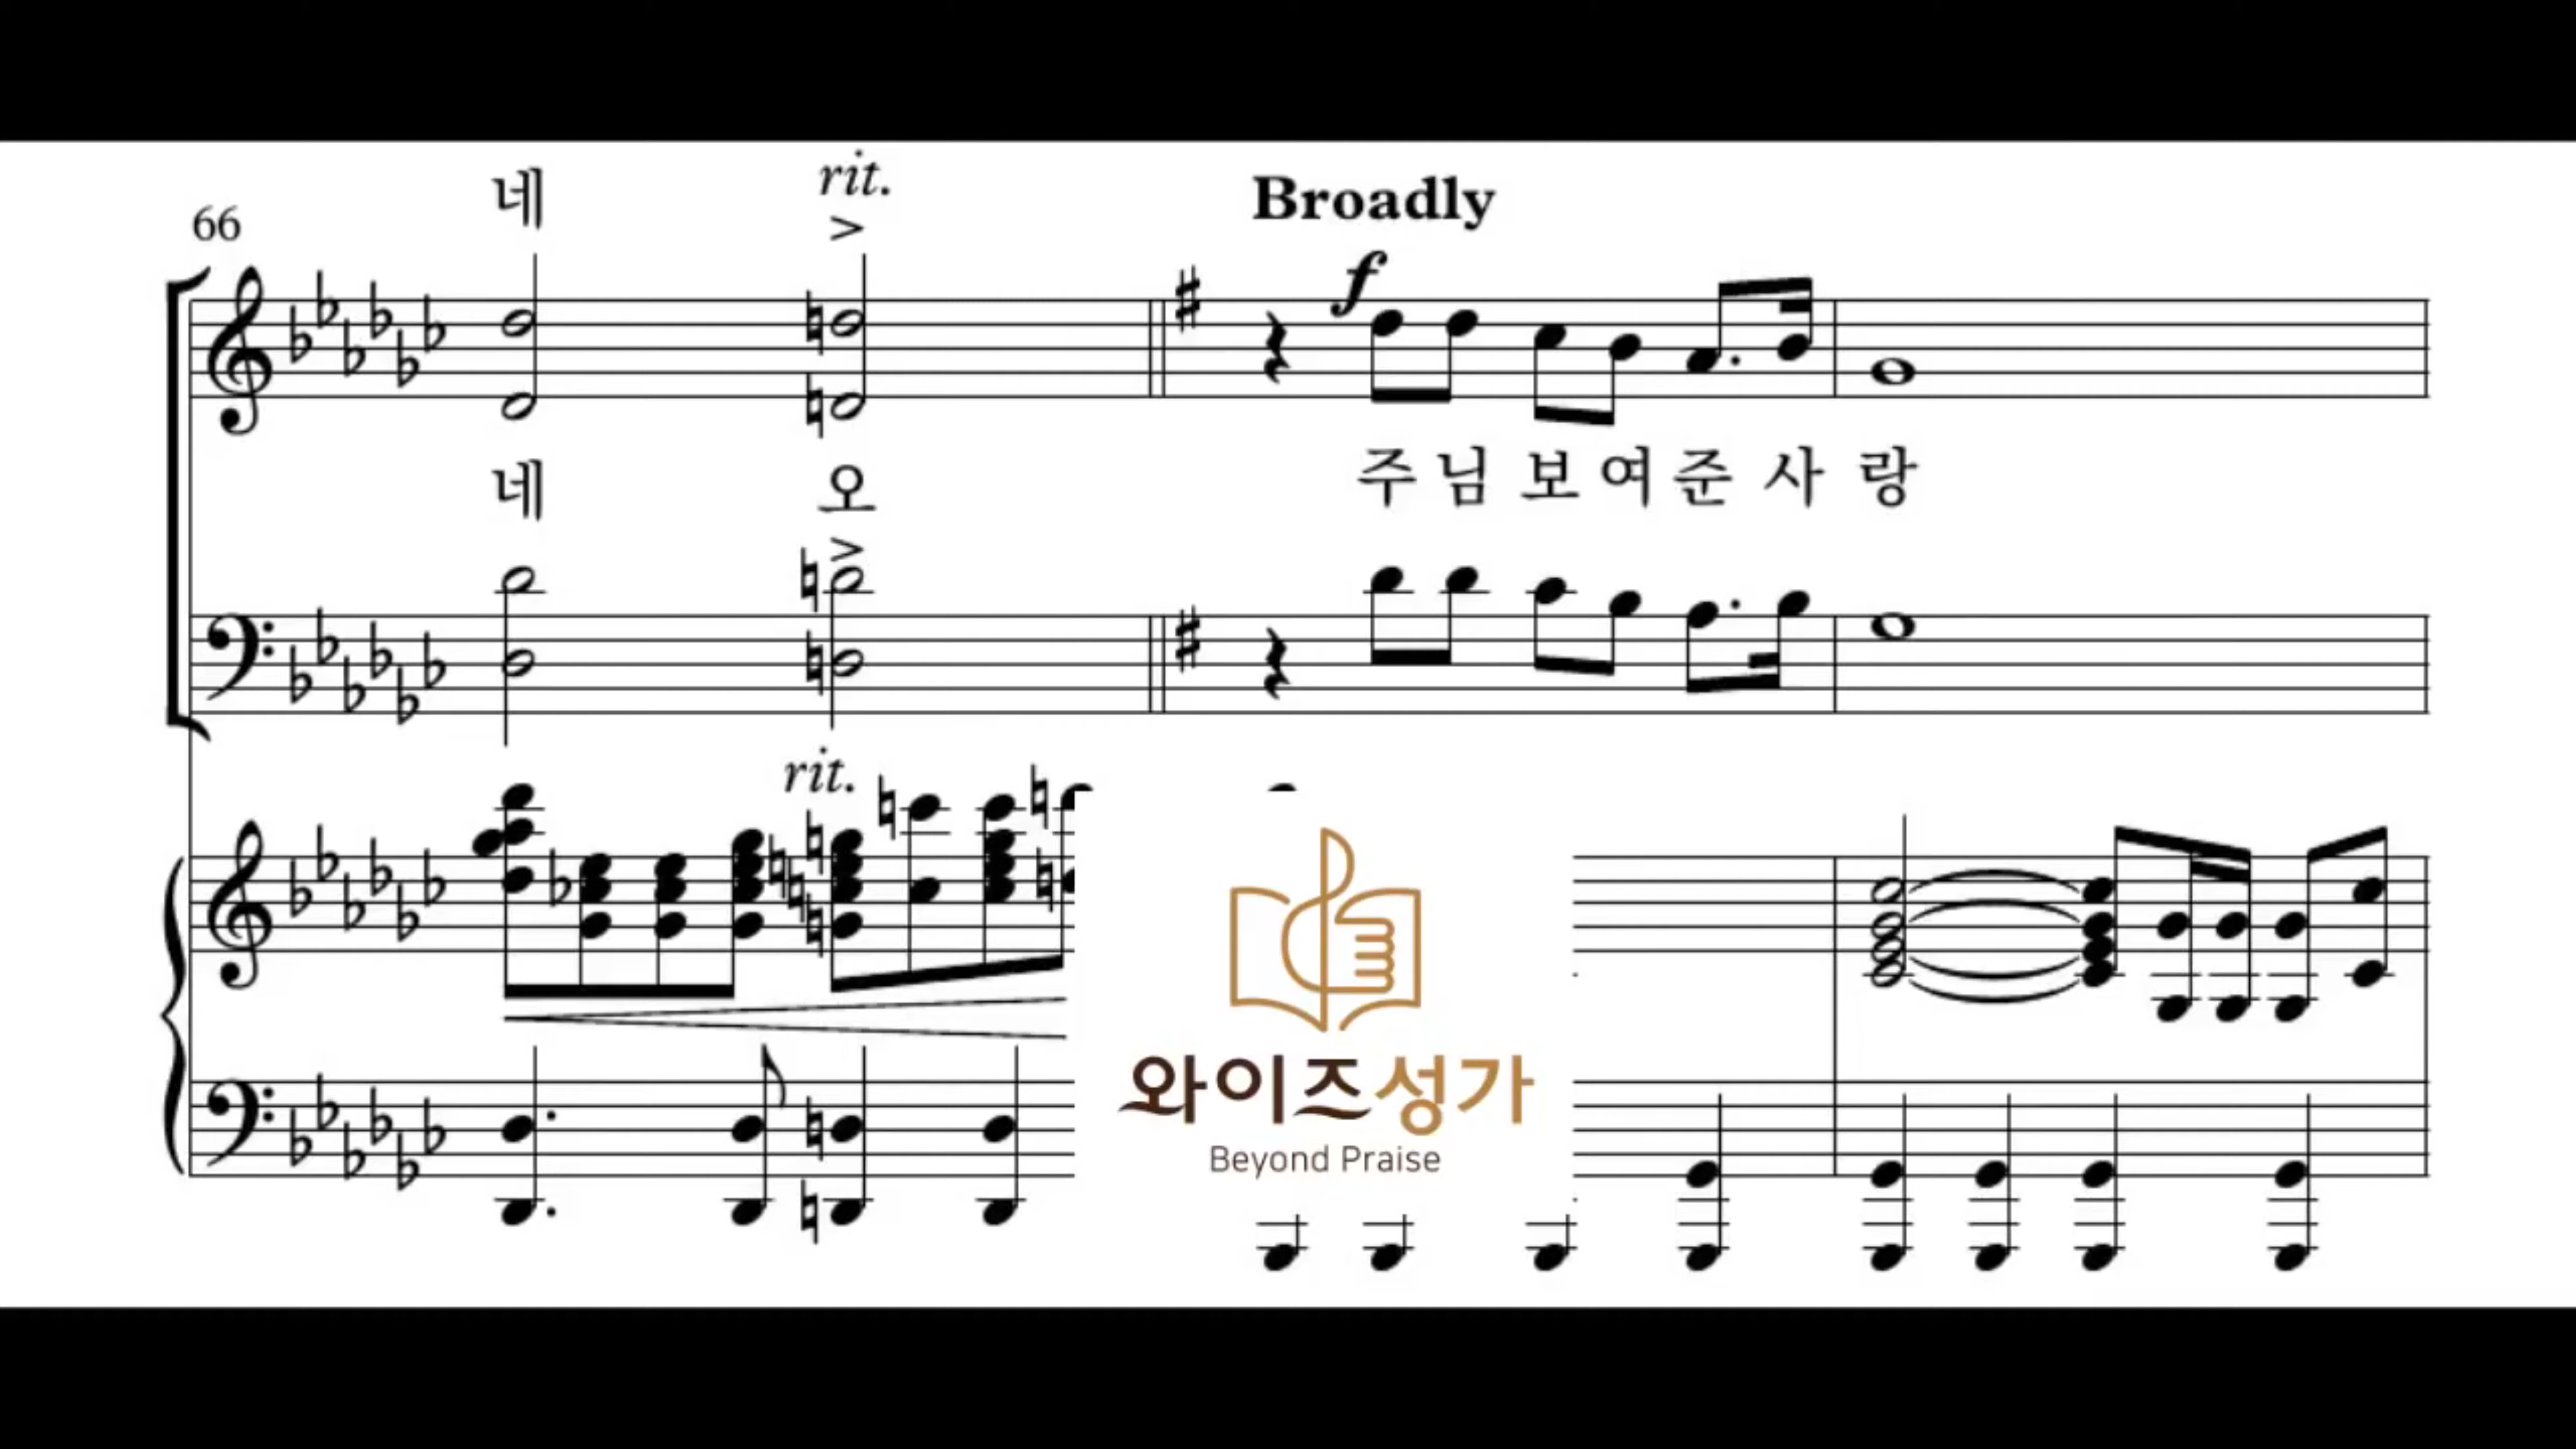 네
rit.
66
Broadly
f
주 님 보 여 준 사 랑
네 오
rit.
와이즈성가
Beyond Praise